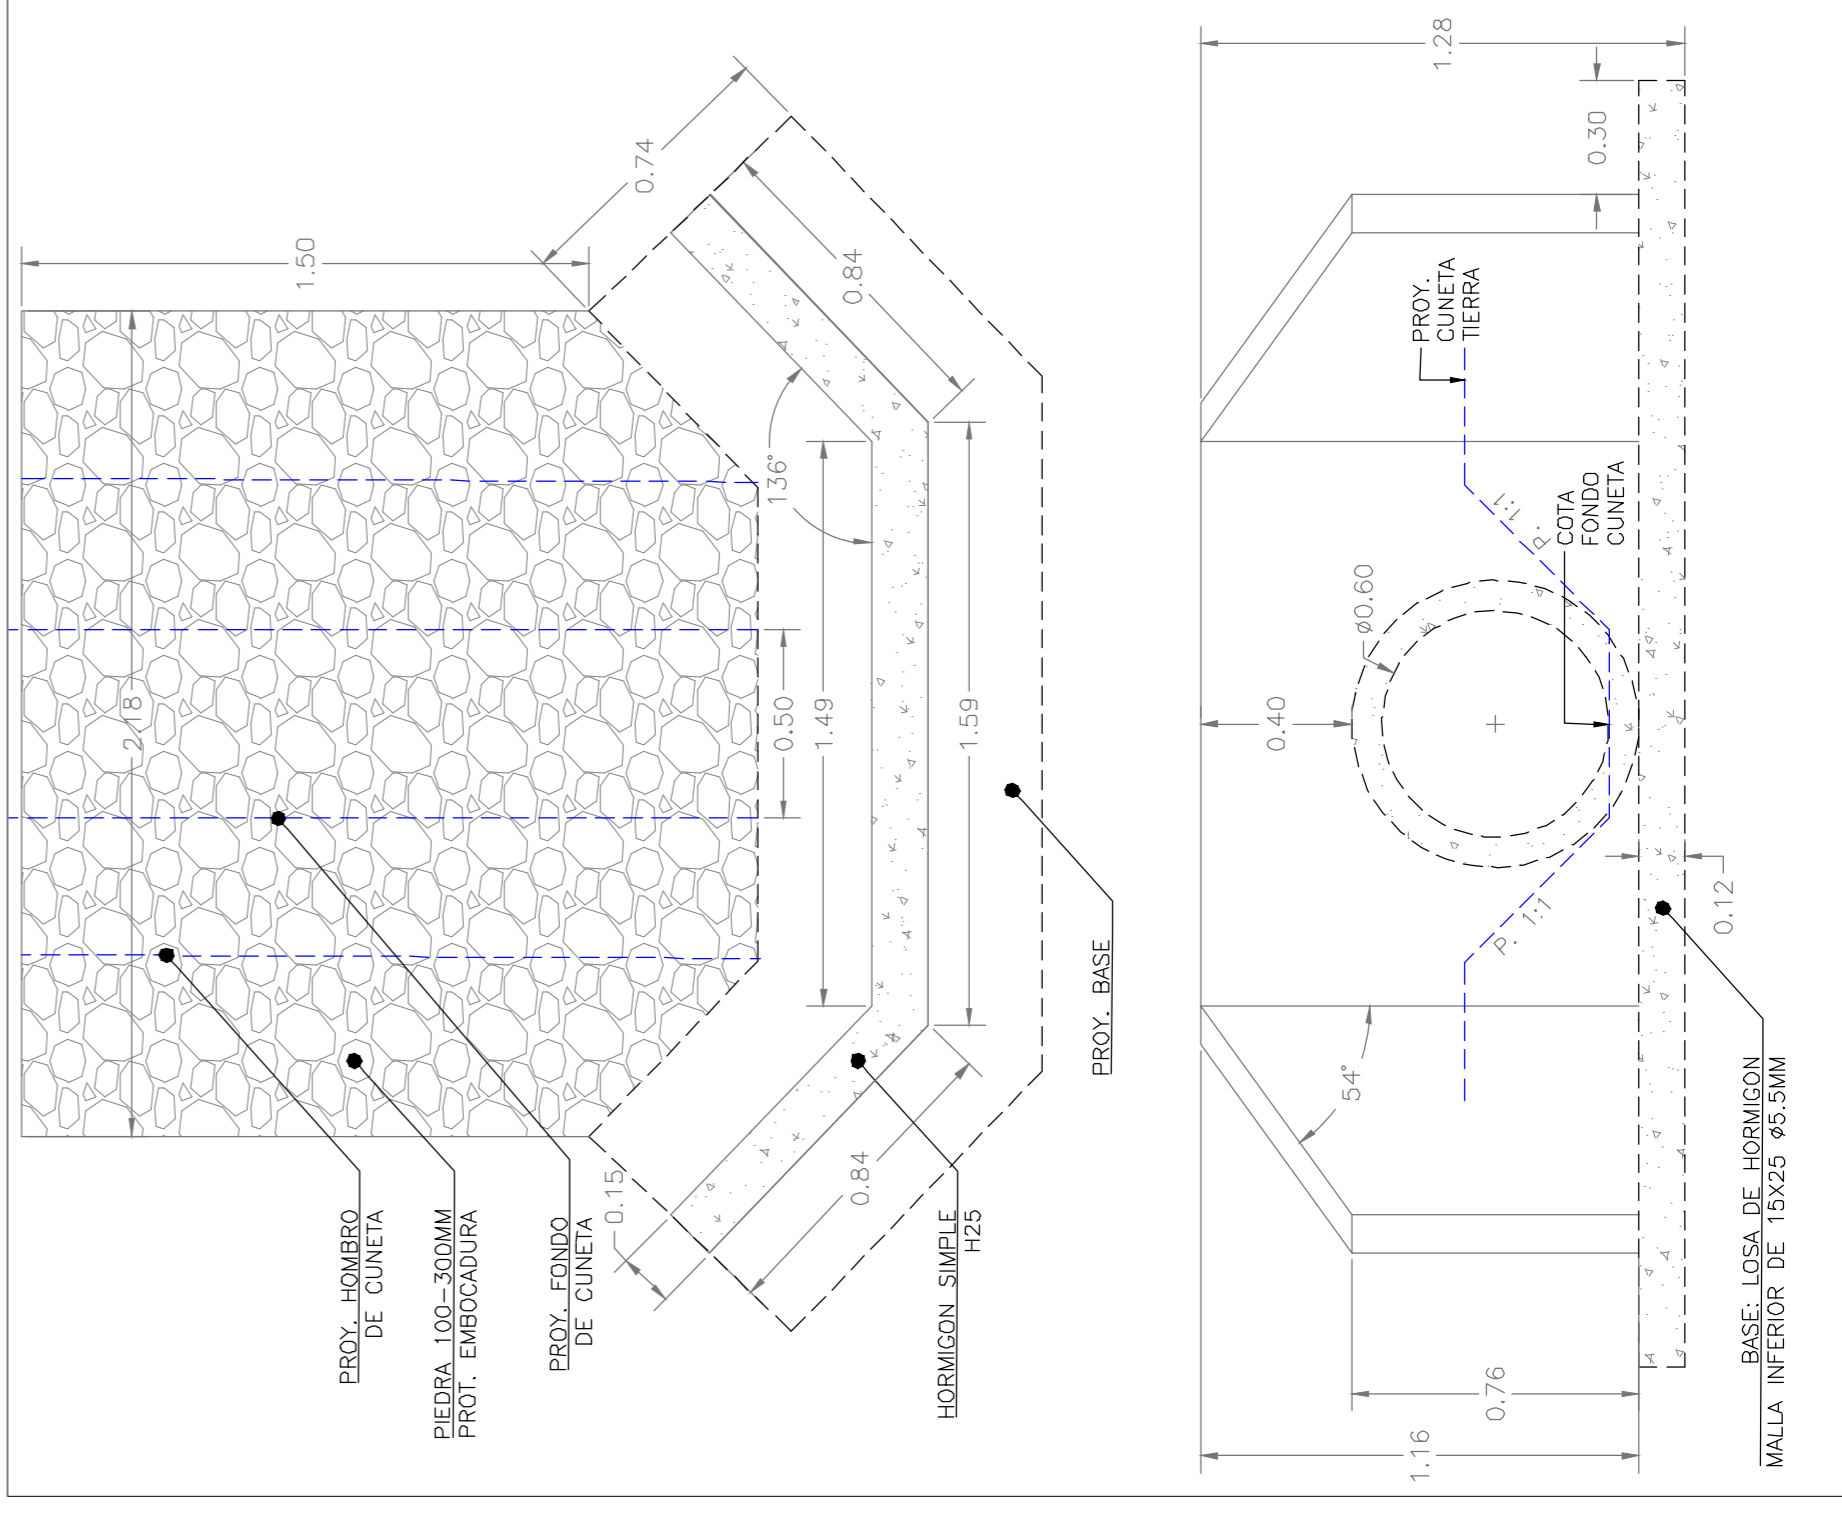 1.50
2.18
0.74
0.84
136°
0.50
1.49
1.59
0.15
0.84
PROY. HOMBRO
DE CUNETA
PIEDRA 100-300MM
PROT. EMBOCADURA
PROY. FONDO
DE CUNETA
HORMIGON SIMPLE
H25
PROY. BASE
1.28
0.30
PROY.
CUNETA
TIERRA
P. 1:1
COTA
FONDO
CUNETA
ø0.60
0.40
P. 1:1
0.12
54°
0.76
1.16
BASE: LOSA DE HORMIGON
MALLA INFERIOR DE 15X25 ø5.5MM